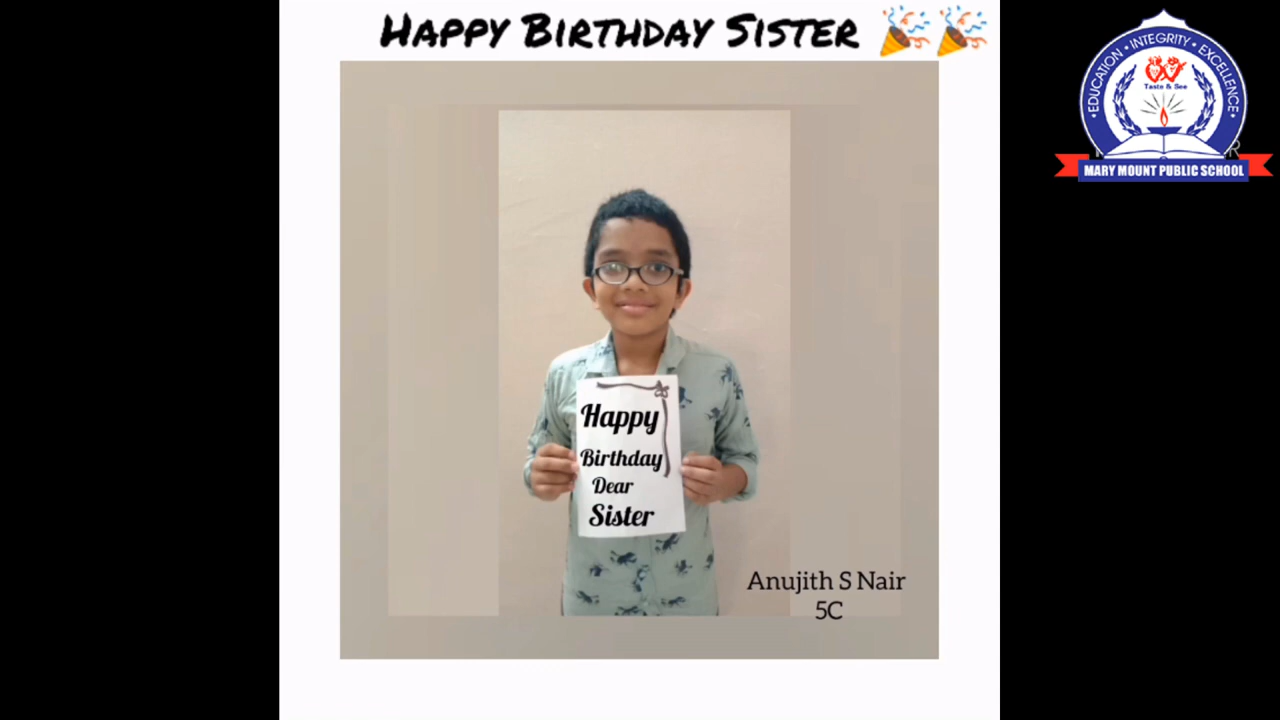 HAPPY BIRTHDAY SISTER 🎉🎉
EDUCATION • INTEGRITY • EXCELLENCE
Taste & See
MARY MOUNT PUBLIC SCHOOL
Happy
Birthday
Dear
Sister
Anujith S Nair
5C